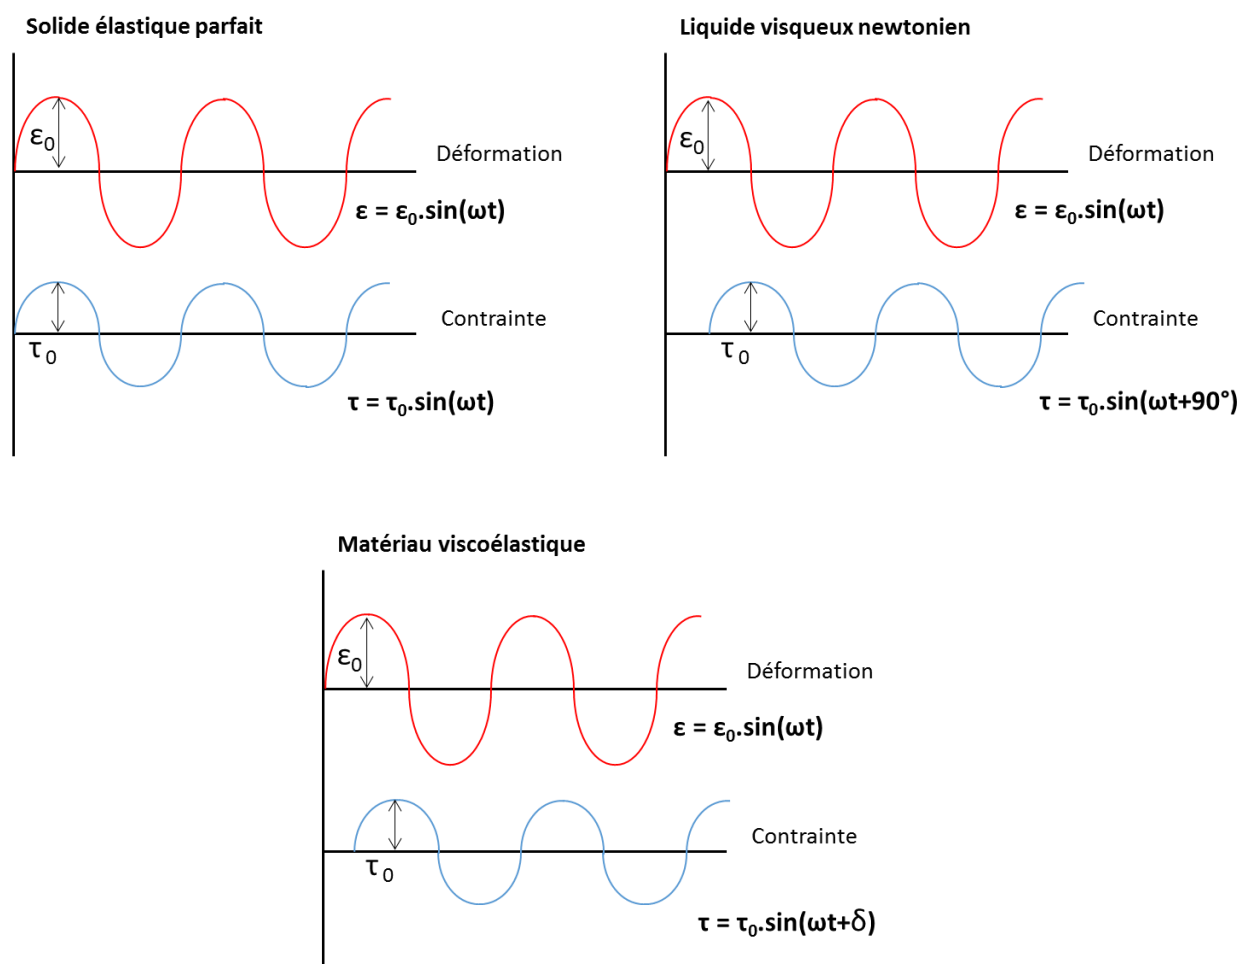 Solide élastique parfait
ε₀
Déformation
ε = ε₀.sin(ωt)
Contrainte
τ₀
τ = τ₀.sin(ωt)
Liquide visqueux newtonien
ε₀
Déformation
ε = ε₀.sin(ωt)
Contrainte
τ₀
τ = τ₀.sin(ωt+90°)
Matériau viscoélastique
ε₀
Déformation
ε = ε₀.sin(ωt)
Contrainte
τ₀
τ = τ₀.sin(ωt+δ)